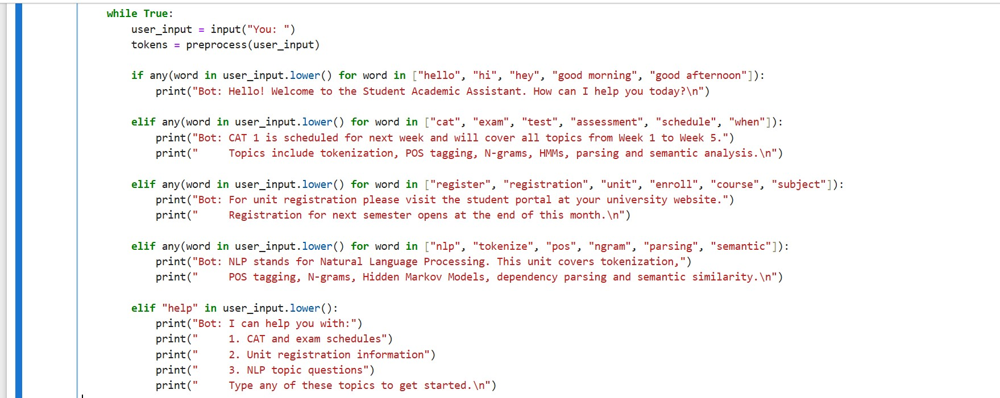 while True:
    user_input = input("You: ")
    tokens = preprocess(user_input)

    if any(word in user_input.lower() for word in ["hello", "hi", "hey", "good morning", "good afternoon"]):
        print("Bot: Hello! Welcome to the Student Academic Assistant. How can I help you today?\n")

    elif any(word in user_input.lower() for word in ["cat", "exam", "test", "assessment", "schedule", "when"]):
        print("Bot: CAT 1 is scheduled for next week and will cover all topics from Week 1 to Week 5.")
        print("     Topics include tokenization, POS tagging, N-grams, HMMs, parsing and semantic analysis.\n")

    elif any(word in user_input.lower() for word in ["register", "registration", "unit", "enroll", "course", "subject"]):
        print("Bot: For unit registration please visit the student portal at your university website.")
        print("     Registration for next semester opens at the end of this month.\n")

    elif any(word in user_input.lower() for word in ["nlp", "tokenize", "pos", "ngram", "parsing", "semantic"]):
        print("Bot: NLP stands for Natural Language Processing. This unit covers tokenization,")
        print("     POS tagging, N-grams, Hidden Markov Models, dependency parsing and semantic similarity.\n")

    elif "help" in user_input.lower():
        print("Bot: I can help you with:")
        print("     1. CAT and exam schedules")
        print("     2. Unit registration information")
        print("     3. NLP topic questions")
        print("     Type any of these topics to get started.\n")